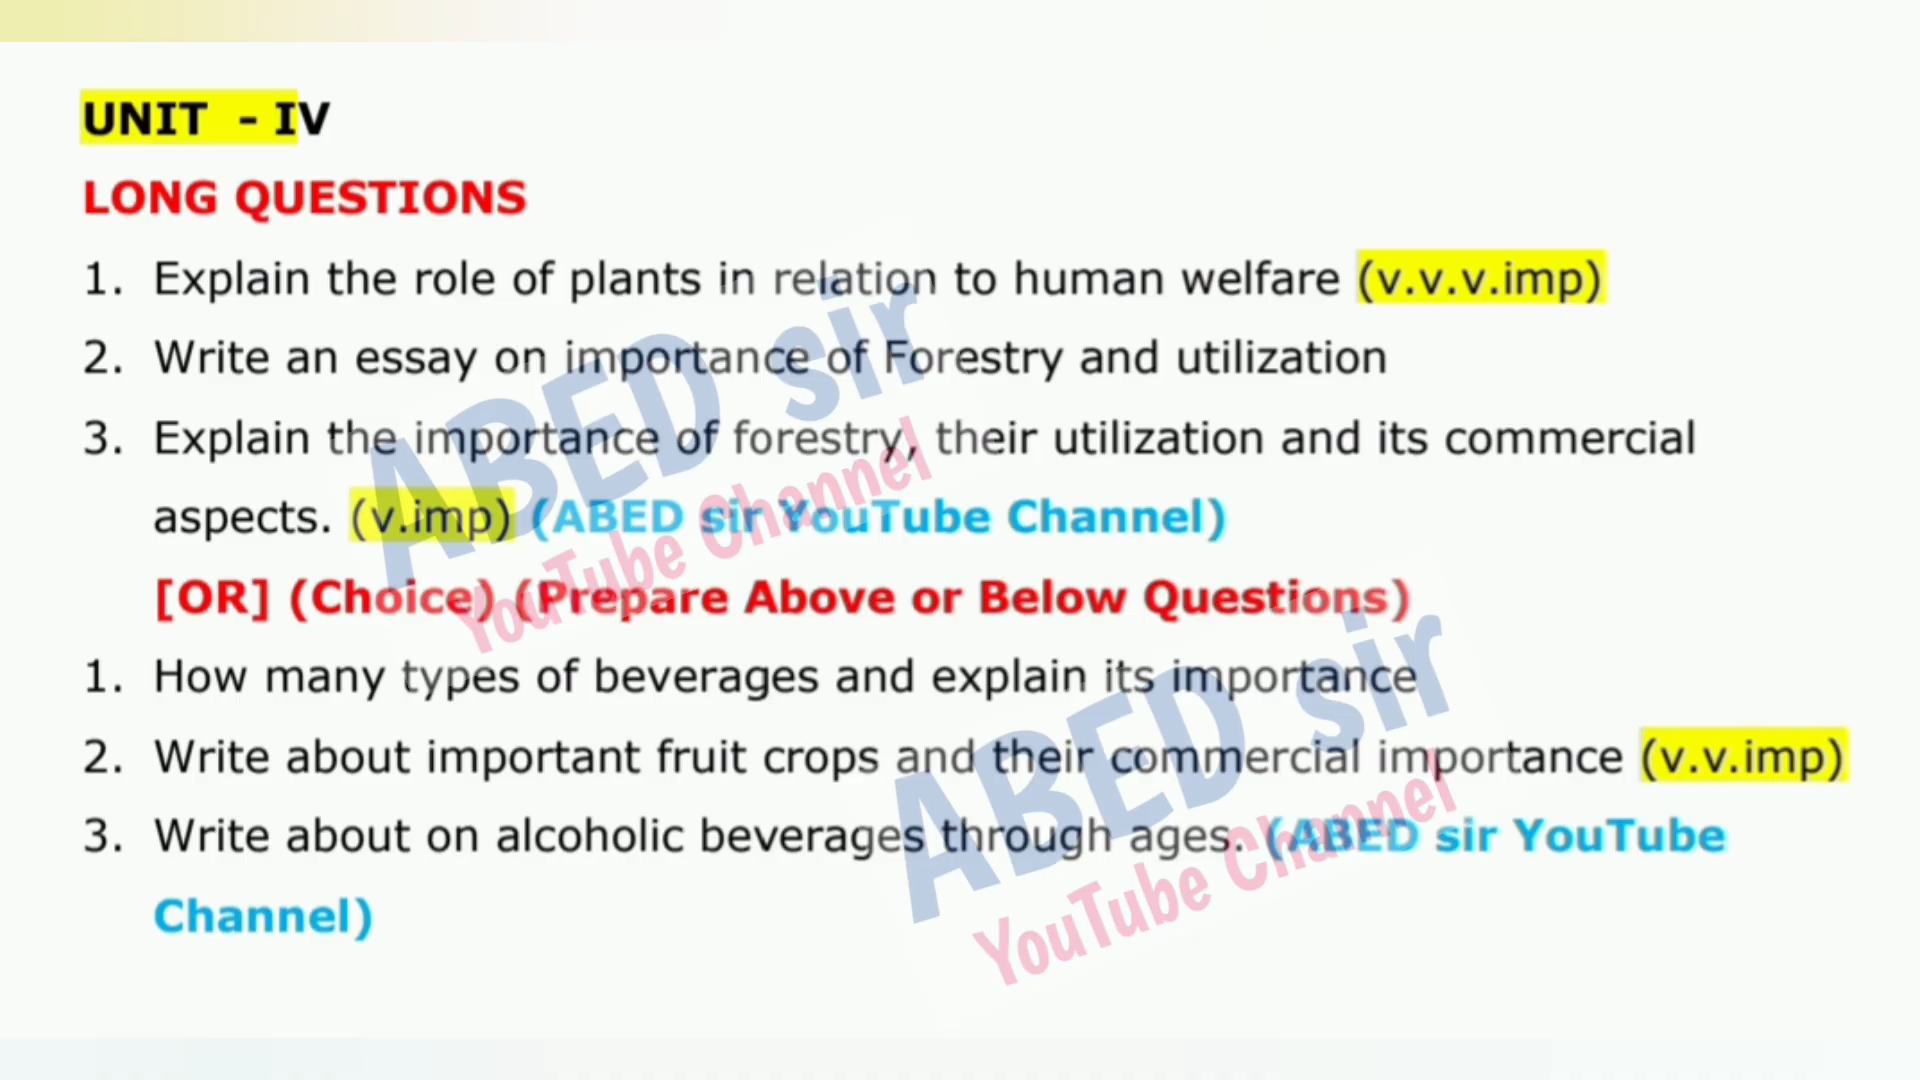 UNIT - IV
LONG QUESTIONS
1. Explain the role of plants in relation to human welfare (v.v.v.imp)
2. Write an essay on importance of Forestry and utilization
3. Explain the importance of forestry, their utilization and its commercial
aspects. (v.imp) (ABED sir YouTube Channel)
[OR] (Choice) (Prepare Above or Below Questions)
1. How many types of beverages and explain its importance
2. Write about important fruit crops and their commercial importance (v.v.imp)
3. Write about on alcoholic beverages through ages. (ABED sir YouTube
Channel)
ABED sir
YouTube Channel
ABED sir
YouTube Channel